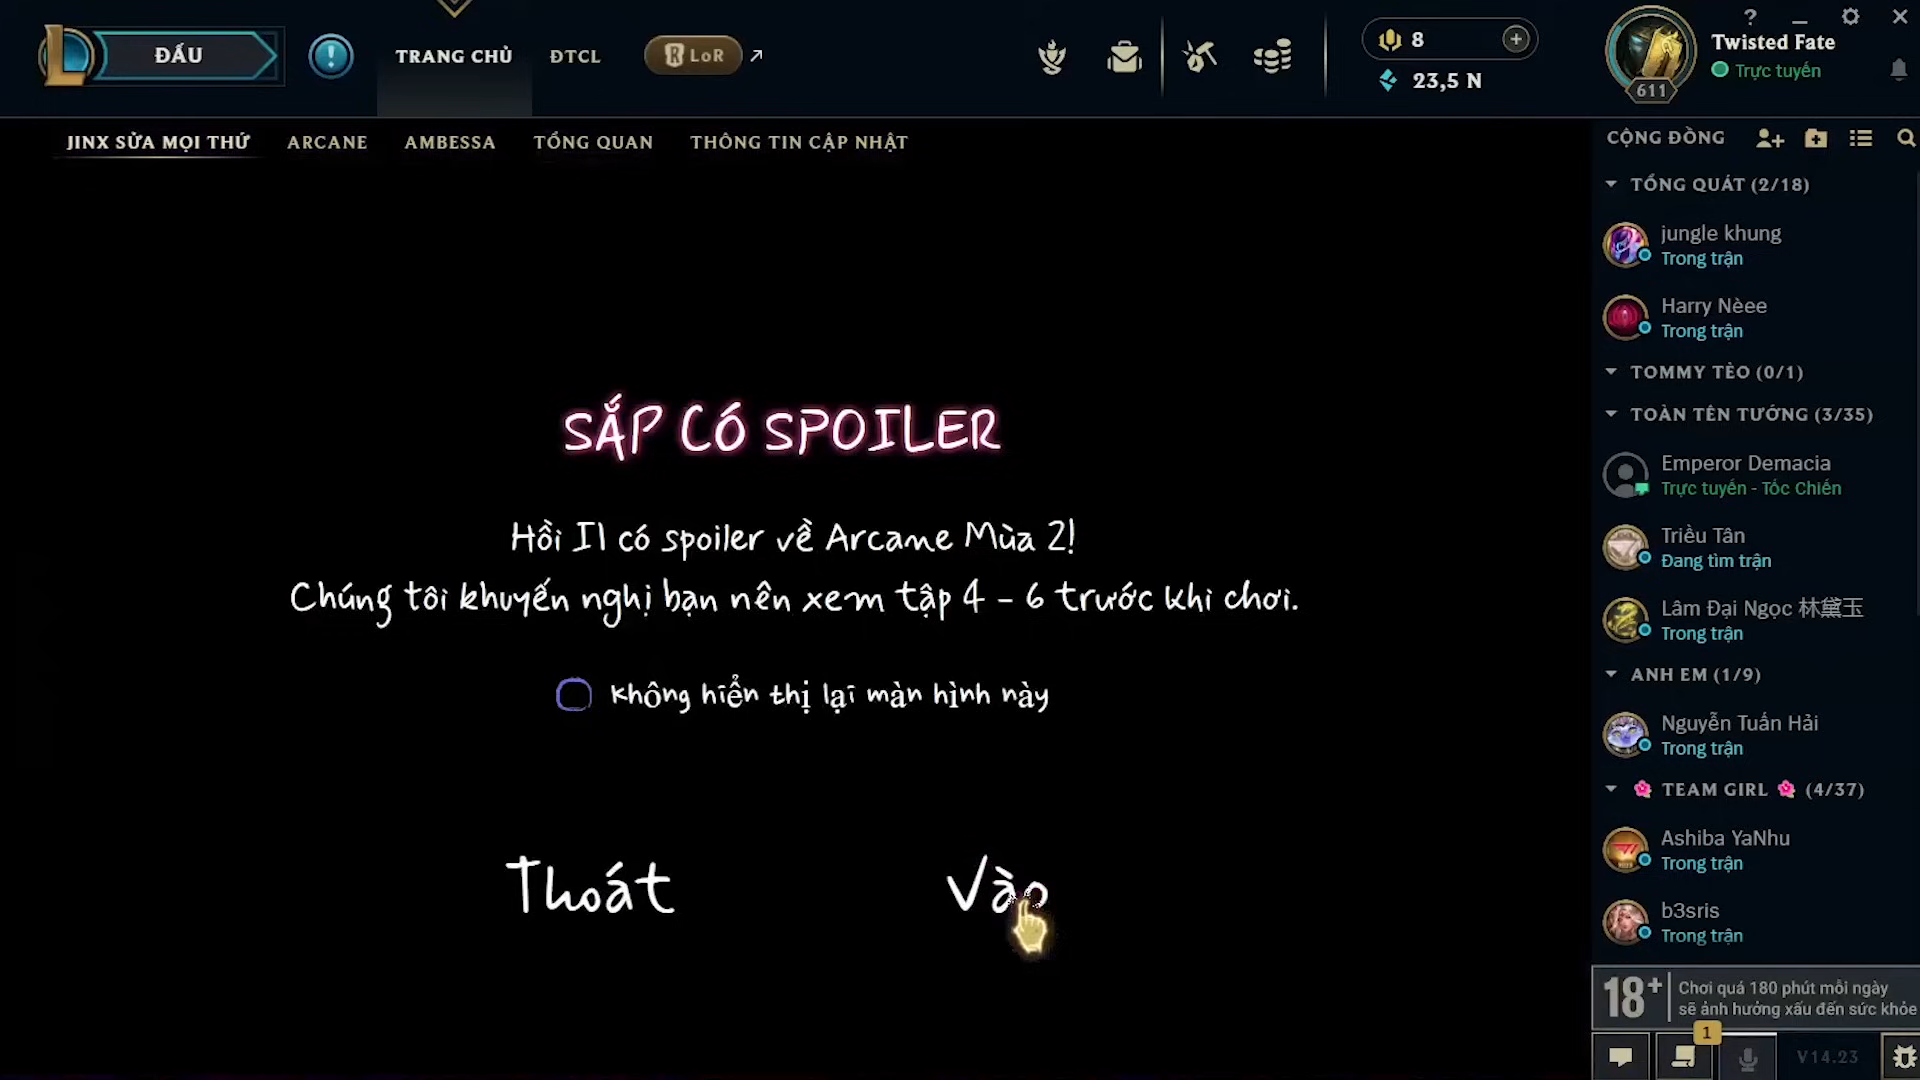 ĐẤU
TRANG CHỦ
ĐTCL
LoR
8
23,5 N
611
Twisted Fate
Trực tuyến
JINX SỬA MỌI THỨ
ARCANE
AMBESSA
TỔNG QUAN
THÔNG TIN CẬP NHẬT
SẮP CÓ SPOILER
Hồi II có spoiler về Arcane Mùa 2!
Chúng tôi khuyến nghị bạn nên xem tập 4 - 6 trước khi chơi.
Không hiển thị lại màn hình này
Thoát
Vào
CỘNG ĐỒNG
TỔNG QUÁT (2/18)
jungle khung
Trong trận
Harry Nèee
Trong trận
TOMMY TÈO (0/1)
TOÀN TÊN TƯỚNG (3/35)
Emperor Demacia
Trực tuyến - Tốc Chiến
Triều Tân
Đang tìm trận
Lâm Đại Ngọc 林黛玉
Trong trận
ANH EM (1/9)
Nguyễn Tuấn Hải
Trong trận
🌺 TEAM GIRL 🌺 (4/37)
Ashiba YaNhu
Trong trận
b3sris
Trong trận
18+
Chơi quá 180 phút mỗi ngày
sẽ ảnh hưởng xấu đến sức khỏe
1
V14.23